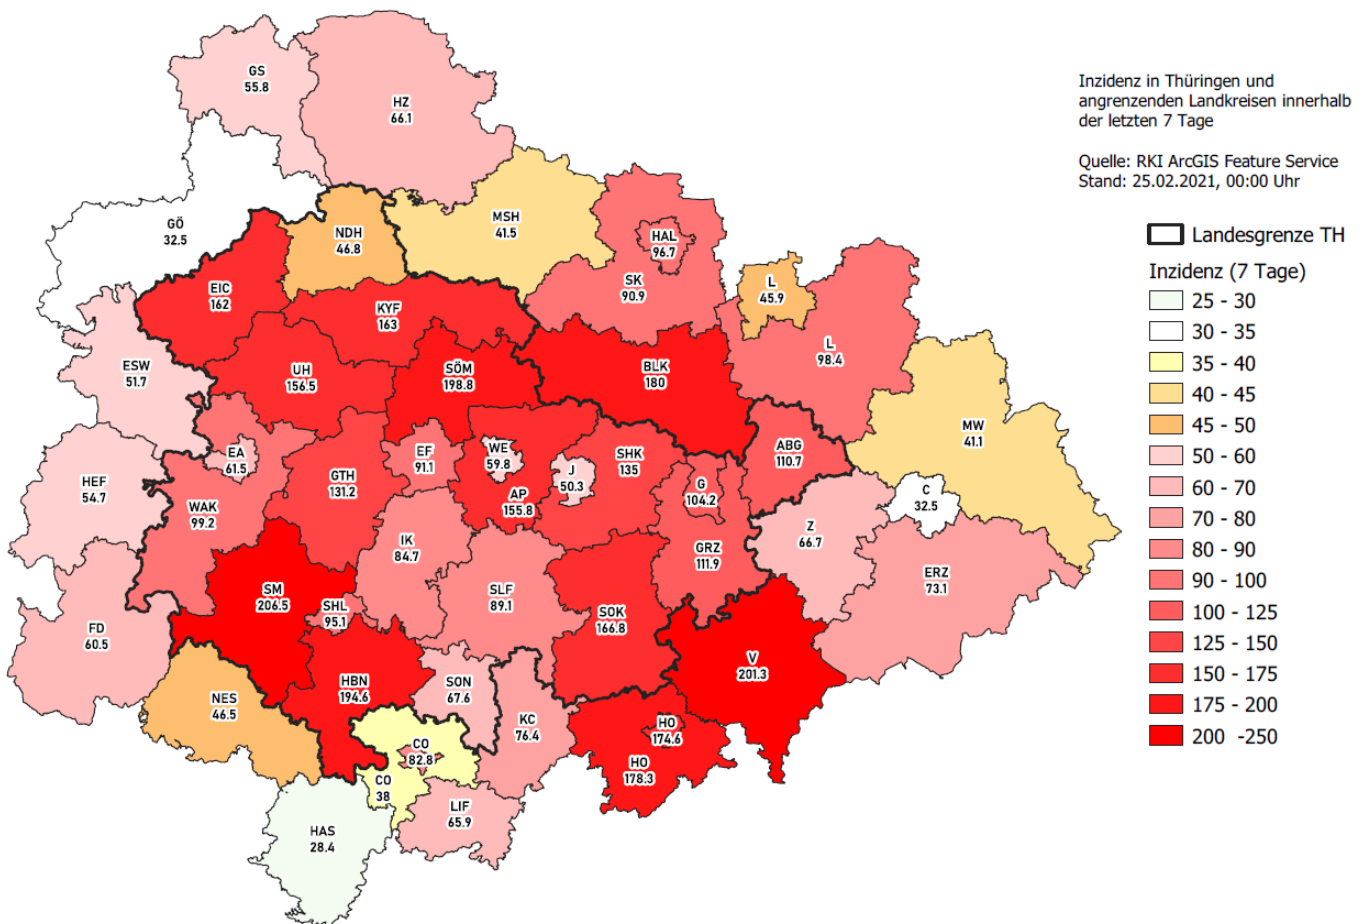 Inzidenz in Thüringen und
angrenzenden Landkreisen innerhalb
der letzten 7 Tage
Quelle: RKI ArcGIS Feature Service
Stand: 25.02.2021, 00:00 Uhr
Landesgrenze TH
Inzidenz (7 Tage)
25 - 30
30 - 35
35 - 40
40 - 45
45 - 50
50 - 60
60 - 70
70 - 80
80 - 90
90 - 100
100 - 125
125 - 150
150 - 175
175 - 200
200 -250
GS
55.8
HZ
66.1
GÖ
32.5
NDH
46.8
MSH
41.5
HAL
96.7
SK
90.9
L
45.9
EIC
162
KYF
163
L
98.4
ESW
51.7
UH
156.5
SÖM
198.8
BLK
180
MW
41.1
EA
61.5
EF
91.1
WE
59.8
SHK
135
ABG
110.7
HEF
54.7
GTH
131.2
J
50.3
G
104.2
C
32.5
WAK
99.2
AP
155.8
Z
66.7
IK
84.7
GRZ
111.9
ERZ
73.1
SM
206.5
SHL
95.1
SLF
89.1
SOK
166.8
FD
60.5
V
201.3
NES
46.5
HBN
194.6
SON
67.6
KC
76.4
HO
174.6
CO
82.8
HO
178.3
CO
38
LIF
65.9
HAS
28.4